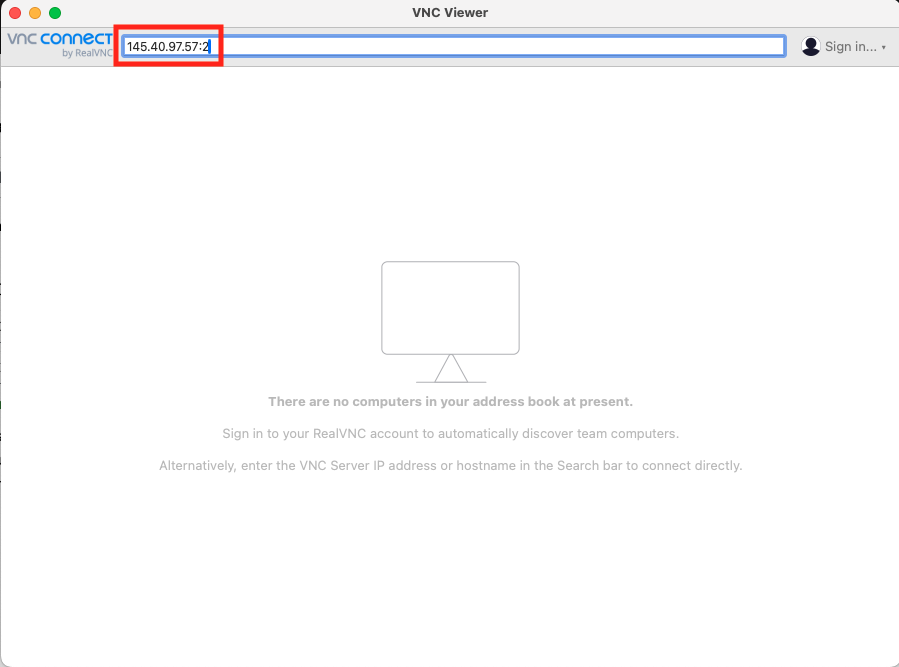 VNC Viewer
vnc connect
by RealVNC
145.40.97.57:2
Sign in...
There are no computers in your address book at present.
Sign in to your RealVNC account to automatically discover team computers.
Alternatively, enter the VNC Server IP address or hostname in the Search bar to connect directly.